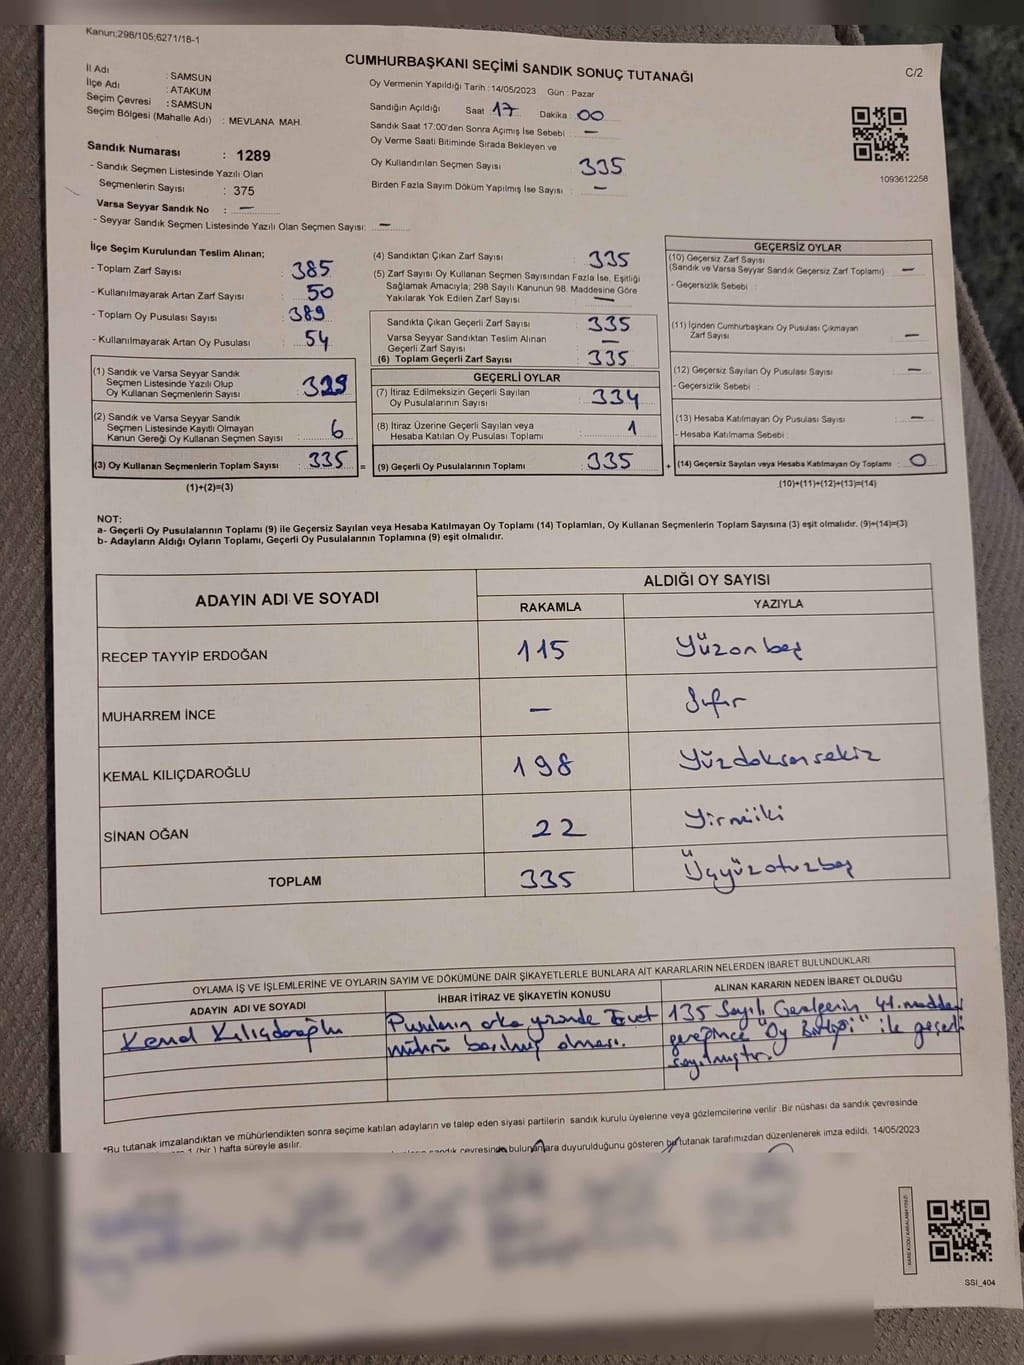 Kanun;298/105;6271/18-1
CUMHURBAŞKANI SEÇİMİ SANDIK SONUÇ TUTANAĞI
C/2
İl Adı : SAMSUN
İlçe Adı : ATAKUM
Seçim Çevresi : SAMSUN
Seçim Bölgesi (Mahalle Adı) : MEVLANA MAH.
Oy Vermenin Yapıldığı Tarih : 14/05/2023 Gün : Pazar
Sandığın Açıldığı Saat 17 Dakika : 00
Sandık Saat 17:00'den Sonra Açımış İse Sebebi : —
Oy Verme Saati Bitiminde Sırada Bekleyen ve
Oy Kullandırılan Seçmen Sayısı : 335
Birden Fazla Sayım Döküm Yapılmış İse Sayısı : —
1093612258
Sandık Numarası : 1289
- Sandık Seçmen Listesinde Yazılı Olan
Seçmenlerin Sayısı : 375
Varsa Seyyar Sandık No : —
- Seyyar Sandık Seçmen Listesinde Yazılı Olan Seçmen Sayısı: —
İlçe Seçim Kurulundan Teslim Alınan;
- Toplam Zarf Sayısı : 385
- Kullanılmayarak Artan Zarf Sayısı : 50
- Toplam Oy Pusulası Sayısı : 389
- Kullanılmayarak Artan Oy Pusulası : 54
(1) Sandık ve Varsa Seyyar Sandık
Seçmen Listesinde Yazılı Olup
Oy Kullanan Seçmenlerin Sayısı : 329
(2) Sandık ve Varsa Seyyar Sandık
Seçmen Listesinde Kayıtlı Olmayan
Kanun Gereği Oy Kullanan Seçmen Sayısı : 6
(3) Oy Kullanan Seçmenlerin Toplam Sayısı : 335 =
(1)+(2)=(3)
(4) Sandıktan Çıkan Zarf Sayısı : 335
(5) Zarf Sayısı Oy Kullanan Seçmen Sayısından Fazla İse, Eşitliği
Sağlamak Amacıyla; 298 Sayılı Kanunun 98. Maddesine Göre
Yakılarak Yok Edilen Zarf Sayısı : —
Sandıkta Çıkan Geçerli Zarf Sayısı : 335
Varsa Seyyar Sandıktan Teslim Alınan
Geçerli Zarf Sayısı : —
(6) Toplam Geçerli Zarf Sayısı : 335
GEÇERLİ OYLAR
(7) İtiraz Edilmeksizin Geçerli Sayılan
Oy Pusulalarının Sayısı : 334
(8) İtiraz Üzerine Geçerli Sayılan veya
Hesaba Katılan Oy Pusulası Toplamı : 1
(9) Geçerli Oy Pusulalarının Toplamı : 335 +
GEÇERSİZ OYLAR
(10) Geçersiz Zarf Sayısı
(Sandık ve Varsa Seyyar Sandık Geçersiz Zarf Toplamı) : —
- Geçersizlik Sebebi :
(11) İçinden Cumhurbaşkanı Oy Pusulası Çıkmayan
Zarf Sayısı : —
(12) Geçersiz Sayılan Oy Pusulası Sayısı : —
- Geçersizlik Sebebi :
(13) Hesaba Katılmayan Oy Pusulası Sayısı : —
- Hesaba Katılmama Sebebi :
(14) Geçersiz Sayılan veya Hesaba Katılmayan Oy Toplamı : 0
(10)+(11)+(12)+(13)=(14)
NOT:
a- Geçerli Oy Pusulalarının Toplamı (9) ile Geçersiz Sayılan veya Hesaba Katılmayan Oy Toplamı (14) Toplamları, Oy Kullanan Seçmenlerin Toplam Sayısına (3) eşit olmalıdır. (9)+(14)=(3)
b- Adayların Aldığı Oyların Toplamı, Geçerli Oy Pusulalarının Toplamına (9) eşit olmalıdır.
ADAYIN ADI VE SOYADI
ALDIĞI OY SAYISI
RAKAMLA YAZIYLA
RECEP TAYYİP ERDOĞAN 115 Yüzonbeş
MUHARREM İNCE — Sıfır
KEMAL KILIÇDAROĞLU 198 Yüzdoksansekiz
SİNAN OĞAN 22 Yirmiiki
TOPLAM 335 Üçyüzotuzbeş
OYLAMA İŞ VE İŞLEMLERİNE VE OYLARIN SAYIM VE DÖKÜMÜNE DAİR ŞİKAYETLERLE BUNLARA AİT KARARLARIN NELERDEN İBARET BULUNDUKLARI
ADAYIN ADI VE SOYADI İHBAR İTİRAZ VE ŞİKAYETİN KONUSU ALINAN KARARIN NEDEN İBARET OLDUĞU
Kemal Kılıçdaroğlu Pusulanın arka yüzünde Evet 135 Sayılı Genelgenin 41. maddesi
mührü basılmış olması. gereğince "Oy Birliği" ile geçerli
sayılmıştır.
*Bu tutanak imzalandıktan ve mühürlendikten sonra seçime katılan adayların ve talep eden siyasi partilerin sandık kurulu üyelerine veya gözlemcilerine verilir. Bir nüshası da sandık çevresinde
1 (bir) hafta süreyle asılır.
sandık çevresinde bulunanlara duyurulduğunu gösteren bu tutanak tarafımızdan düzenlenerek imza edildi. 14/05/2023
SSI_404